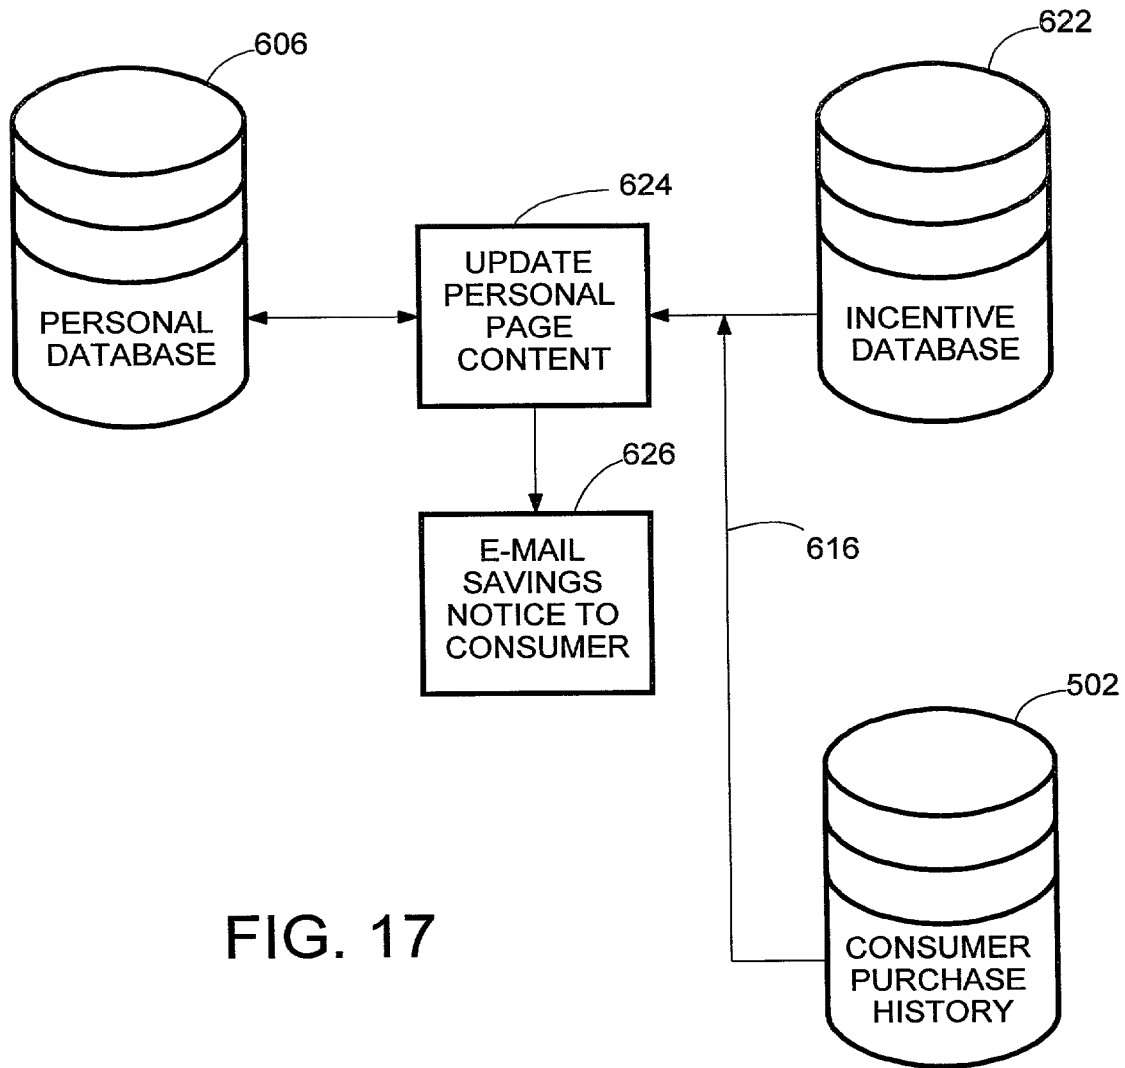 606
622
624
UPDATE
PERSONAL
PAGE
CONTENT
PERSONAL
DATABASE
INCENTIVE
DATABASE
626
E-MAIL
SAVINGS
NOTICE TO
CONSUMER
616
502
CONSUMER
PURCHASE
HISTORY
FIG. 17